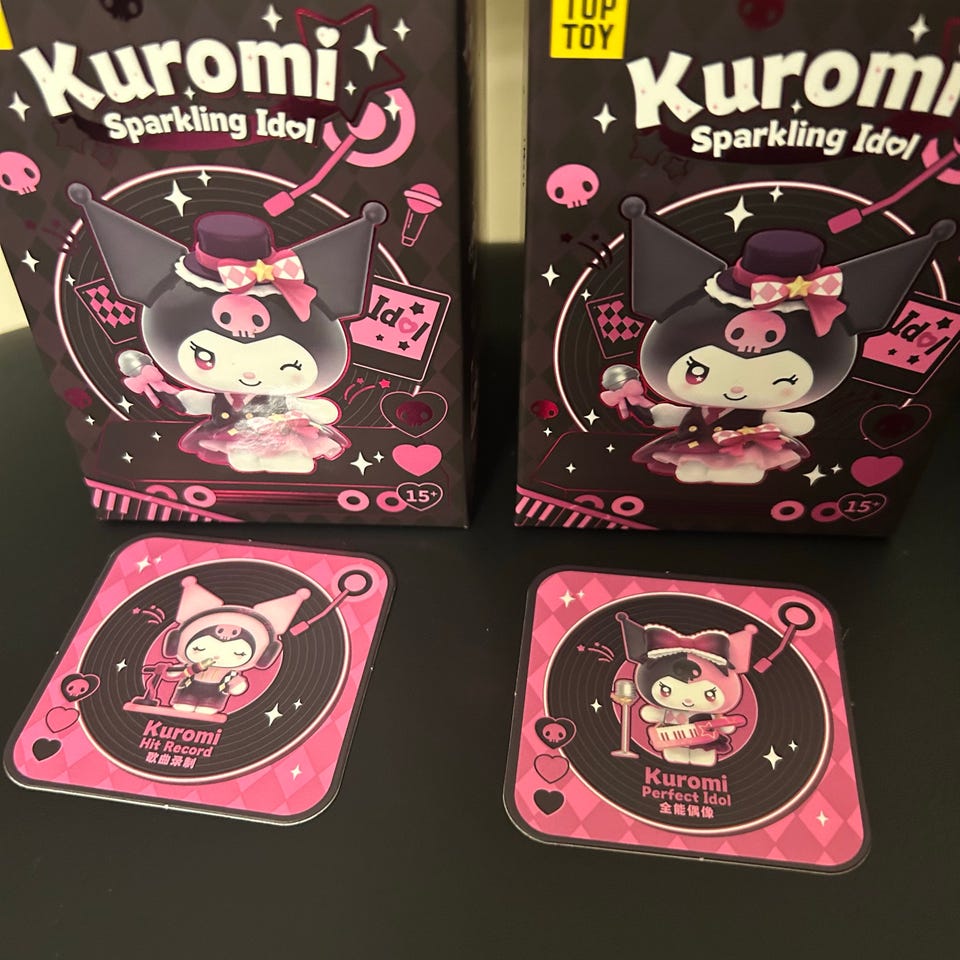 Kuromi
Sparkling Idol
Idol
15+
TOP
TOY
Kuromi
Sparkling Idol
Idol
15+
Kuromi
Hit Record
歌曲录制
Kuromi
Perfect Idol
全能偶像